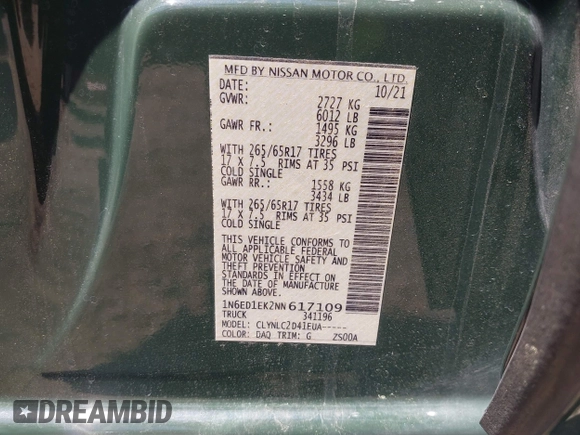 MFD BY NISSAN MOTOR CO., LTD.
DATE: 10/21
GVWR: 2727 KG
6012 LB
GAWR FR.: 1495 KG
3296 LB
WITH 265/65R17 TIRES
17 X 7.5 RIMS AT 35 PSI
COLD SINGLE
GAWR RR.: 1558 KG
3434 LB
WITH 265/65R17 TIRES
17 X 7.5 RIMS AT 35 PSI
COLD SINGLE
THIS VEHICLE CONFORMS TO
ALL APPLICABLE FEDERAL
MOTOR VEHICLE SAFETY AND
THEFT PREVENTION
STANDARDS IN EFFECT ON
THE DATE OF MANUFACTURE
SHOWN ABOVE.
1N6ED1EK2NN617109
TRUCK 341196
MODEL: CLYNLC2D41EUA-----
COLOR: DAQ TRIM: G ZS00A
DREAMBID